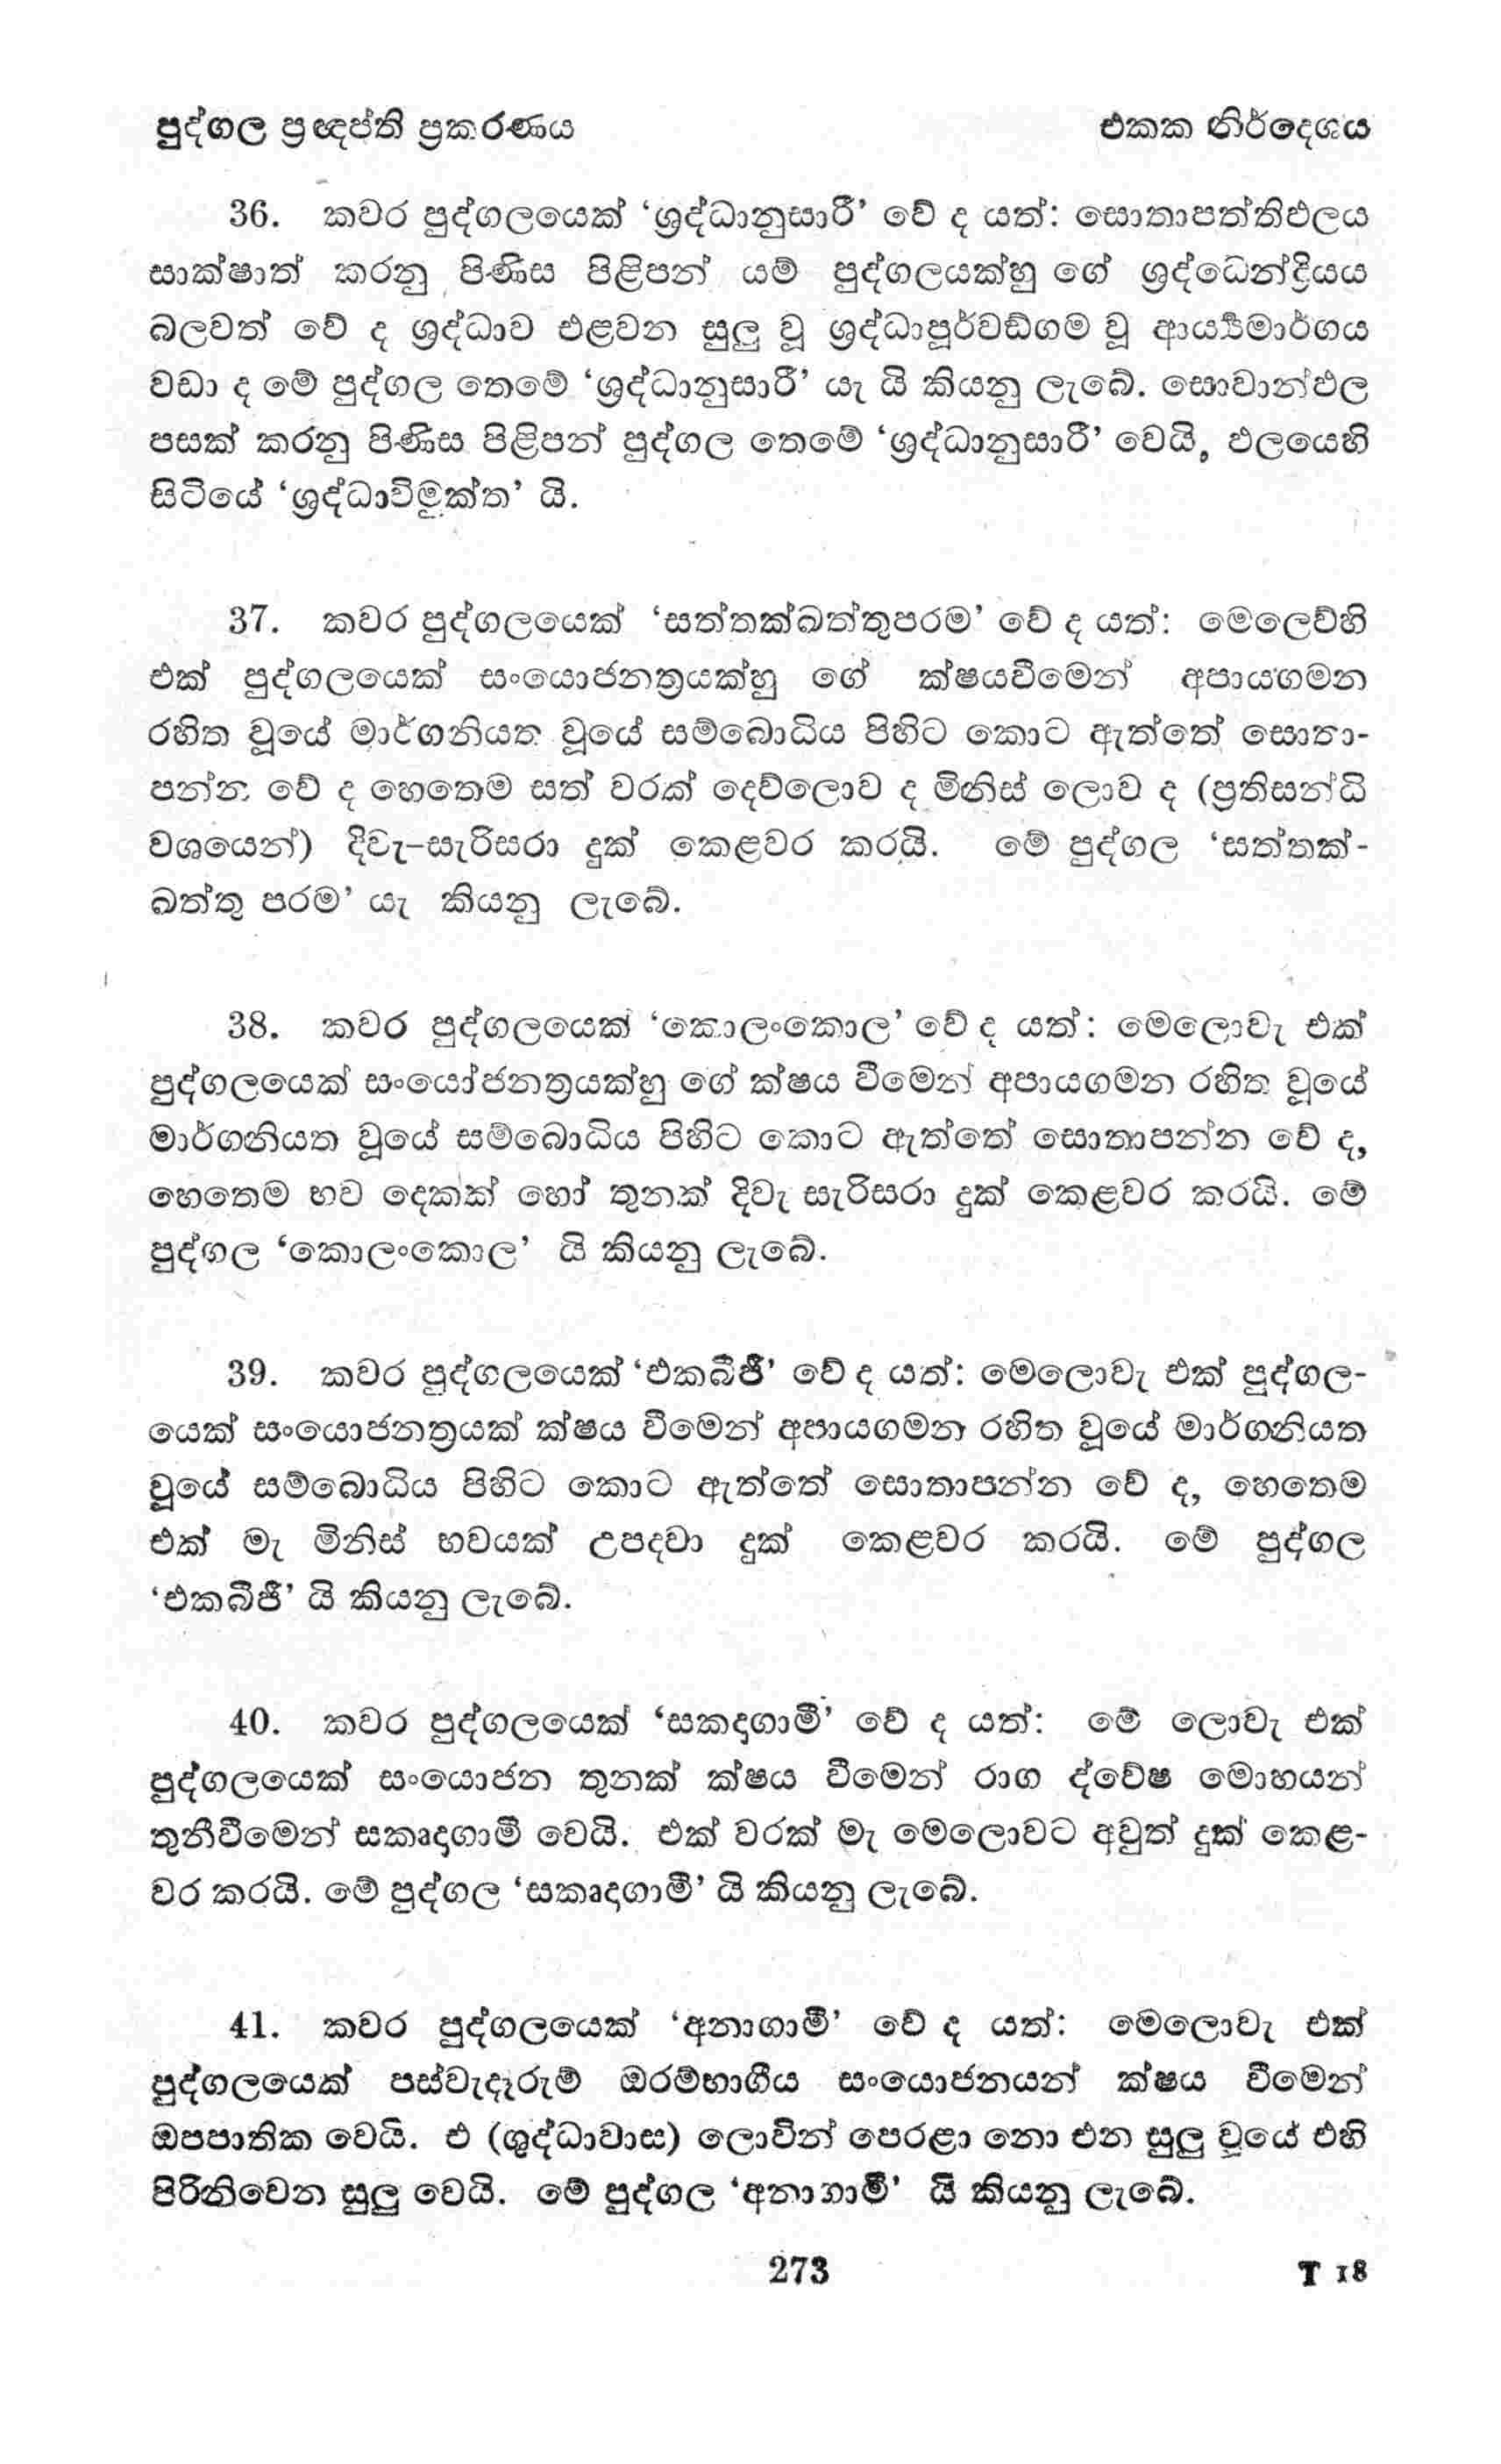 පුද්ගල ප්‍රඥප්ති ප්‍රකරණය
එකක නිර්දෙශය
36. කවර පුද්ගලයෙක් ‘ශ්‍රද්ධානුසාරී’ වේ ද යත්: සොතාපත්තිඵලය
සාක්ෂාත් කරනු පිණිස පිළිපන් යම් පුද්ගලයක්හු ගේ ශ්‍රද්ධෙන්ද්‍රියය
බලවත් වේ ද ශ්‍රද්ධාව එළවන සුලු වූ ශ්‍රද්ධාපූර්වඞ්ගම වූ ආර්‍ය්‍යමාර්ගය
වඩා ද මේ පුද්ගල තෙමේ ‘ශ්‍රද්ධානුසාරී’ යැ යි කියනු ලැබේ. සොවාන්ඵල
පසක් කරනු පිණිස පිළිපන් පුද්ගල තෙමේ ‘ශ්‍රද්ධානුසාරී’ වෙයි, ඵලයෙහි
සිටියේ ‘ශ්‍රද්ධාවිමුක්ත’ යි.
37. කවර පුද්ගලයෙක් ‘සත්තක්ඛත්තුපරම’ වේ ද යත්: මෙලෙව්හි
එක් පුද්ගලයෙක් සංයොජනත්‍රයක්හු ගේ ක්ෂයවීමෙන් අපායගමන
රහිත වූයේ මාර්ගනියත වූයේ සම්බොධිය පිහිට කොට ඇත්තේ සොතා-
පන්න වේ ද හෙතෙම සත් වරක් දෙව්ලොව ද මිනිස් ලොව ද (ප්‍රතිසන්ධි
වශයෙන්) දිවැ-සැරිසරා දුක් කෙළවර කරයි. මේ පුද්ගල ‘සත්තක්-
ඛත්තු පරම’ යැ කියනු ලැබේ.
38. කවර පුද්ගලයෙක් ‘කොලංකොල’ වේ ද යත්: මෙලොවැ එක්
පුද්ගලයෙක් සංයෝජනත්‍රයක්හු ගේ ක්ෂය වීමෙන් අපායගමන රහිත වූයේ
මාර්ගනියත වූයේ සම්බොධිය පිහිට කොට ඇත්තේ සොතාපන්න වේ ද,
හෙතෙම භව දෙකක් හෝ තුනක් දිවැ සැරිසරා දුක් කෙළවර කරයි. මේ
පුද්ගල ‘කොලංකොල’ යි කියනු ලැබේ.
39. කවර පුද්ගලයෙක් ‘එකබීජී’ වේ ද යත්: මෙලොවැ එක් පුද්ගල-
යෙක් සංයොජනත්‍රයක් ක්ෂය වීමෙන් අපායගමන රහිත වූයේ මාර්ගනියත
වූයේ සම්බොධිය පිහිට කොට ඇත්තේ සොතාපන්න වේ ද, හෙතෙම
එක් මැ මිනිස් භවයක් උපදවා දුක් කෙළවර කරයි. මේ පුද්ගල
‘එකබීජී’ යි කියනු ලැබේ.
40. කවර පුද්ගලයෙක් ‘සකදාගාමී’ වේ ද යත්: මේ ලොවැ එක්
පුද්ගලයෙක් සංයොජන තුනක් ක්ෂය වීමෙන් රාග ද්වේෂ මොහයන්
තුනීවීමෙන් සකෘදාගාමී වෙයි. එක් වරක් මැ මෙලොවට අවුත් දුක් කෙළ-
වර කරයි. මේ පුද්ගල ‘සකෘදාගාමී’ යි කියනු ලැබේ.
41. කවර පුද්ගලයෙක් ‘අනාගාමී’ වේ ද යත්: මෙලොවැ එක්
පුද්ගලයෙක් පස්වැදෑරුම් ඔරම්භාගීය සංයොජනයන් ක්ෂය වීමෙන්
ඔපපාතික වෙයි. එ (ශුද්ධාවාස) ලොවින් පෙරළා නො එන සුලු වූයේ එහි
පිරිනිවෙන සුලු වෙයි. මේ පුද්ගල ‘අනාගාමී’ යි කියනු ලැබේ.
273
T 18